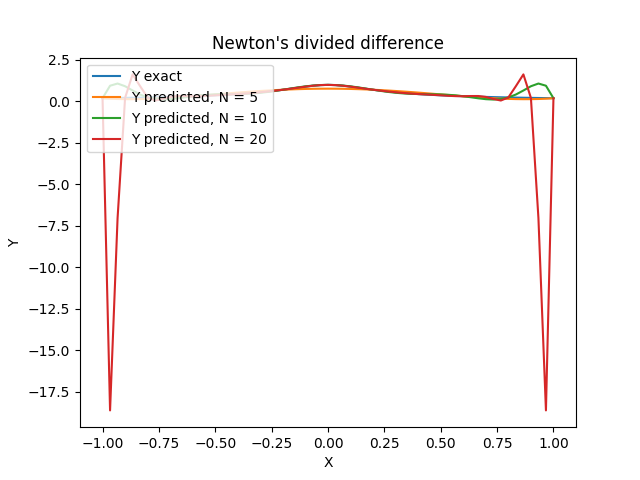 Newton's divided difference
Y exact
Y predicted, N = 5
Y predicted, N = 10
Y predicted, N = 20
Y
2.5
0.0
−2.5
−5.0
−7.5
−10.0
−12.5
−15.0
−17.5
−1.00 −0.75 −0.50 −0.25 0.00 0.25 0.50 0.75 1.00
X